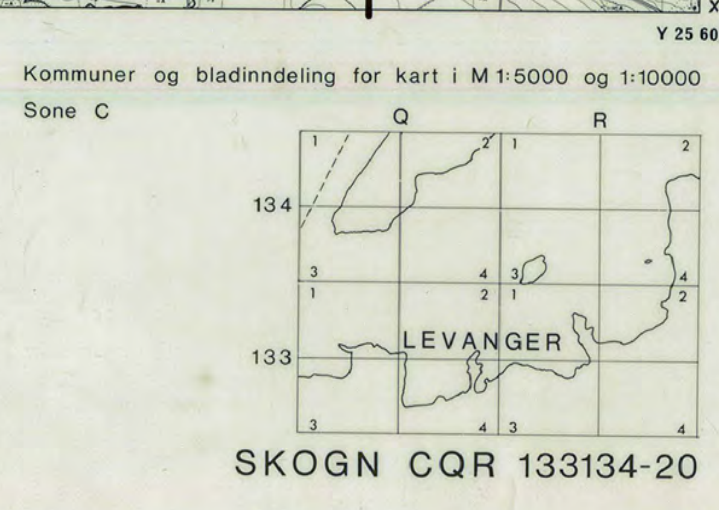 X
Y 25 60
Kommuner og bladinndeling for kart i M 1:5000 og 1:10000
Sone C
Q R
1 2 1 2
134
3 4 3 4
1 2 1 2
LEVANGER
133
3 4 3 4
SKOGN CQR 133134-20